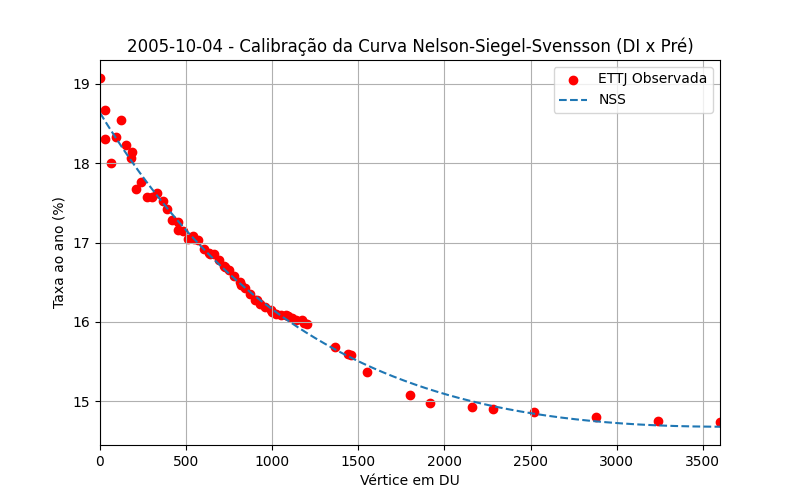 2005-10-04 - Calibração da Curva Nelson-Siegel-Svensson (DI x Pré)
ETTJ Observada
NSS
Taxa ao ano (%)
19
18
17
16
15
0 500 1000 1500 2000 2500 3000 3500
Vértice em DU